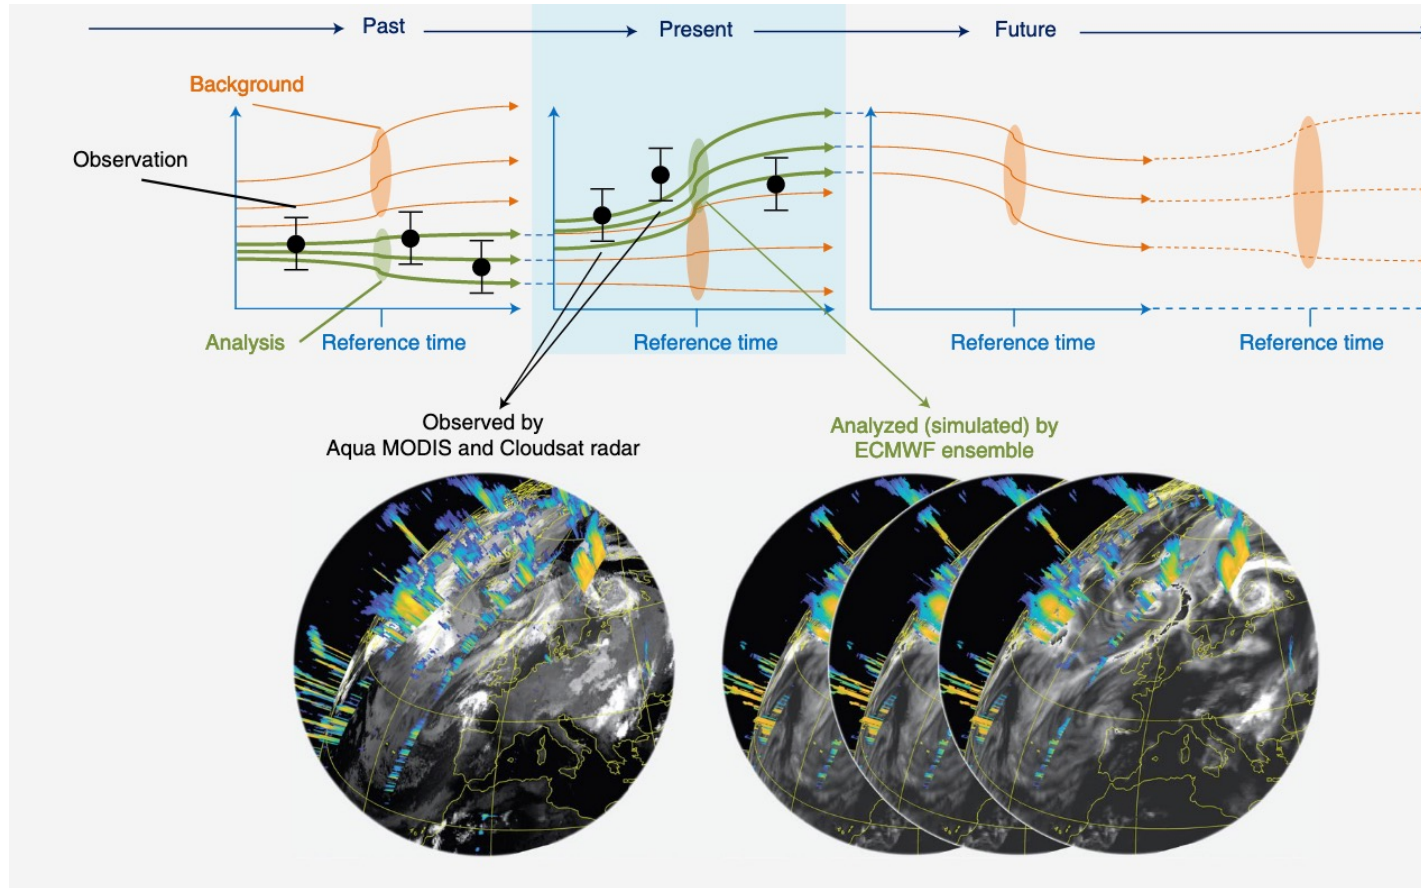 Past
Present
Future
Background
Observation
Analysis
Reference time
Reference time
Reference time
Reference time
Observed by
Aqua MODIS and Cloudsat radar
Analyzed (simulated) by
ECMWF ensemble